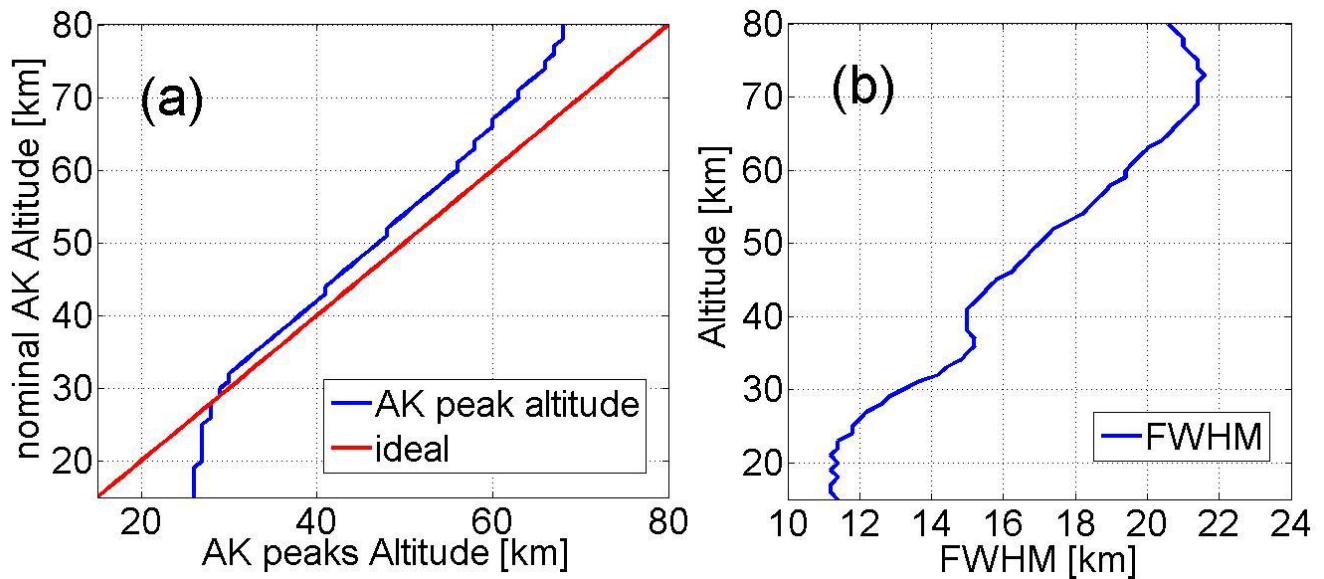 (a)
nominal AK Altitude [km]
80
70
60
50
40
30
20
AK peak altitude
ideal
20 40 60 80
AK peaks Altitude [km]
(b)
Altitude [km]
80
70
60
50
40
30
20
FWHM
10 12 14 16 18 20 22 24
FWHM [km]